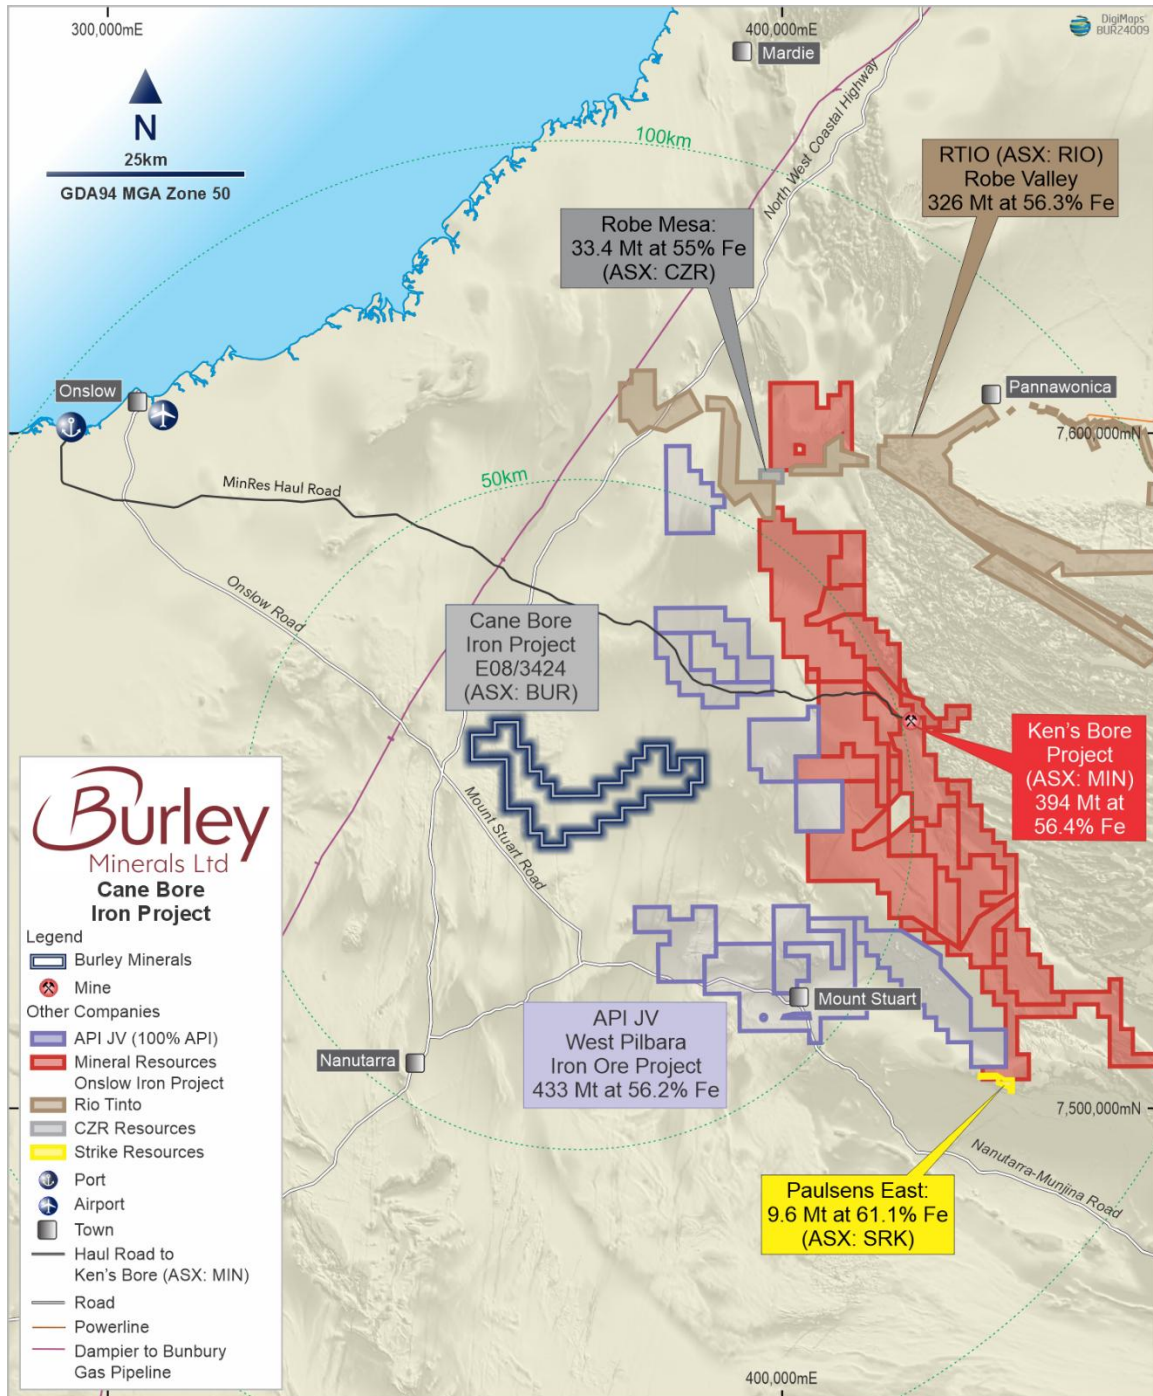 300,000mE
400,000mE
DigiMaps
BUR24009
Mardie
N
25km
GDA94 MGA Zone 50
100km
North West Coastal Highway
RTIO (ASX: RIO)
Robe Valley
326 Mt at 56.3% Fe
Robe Mesa:
33.4 Mt at 55% Fe
(ASX: CZR)
Onslow
Pannawonica
7,600,000mN
50km
MinRes Haul Road
Onslow Road
Cane Bore
Iron Project
E08/3424
(ASX: BUR)
Ken's Bore
Project
(ASX: MIN)
394 Mt at
56.4% Fe
Mount Stuart Road
Burley
Minerals Ltd
Cane Bore
Iron Project
Legend
Burley Minerals
Mine
Other Companies
API JV (100% API)
Mineral Resources
Onslow Iron Project
Rio Tinto
CZR Resources
Strike Resources
Port
Airport
Town
Haul Road to
Ken's Bore (ASX: MIN)
Road
Powerline
Dampier to Bunbury
Gas Pipeline
Mount Stuart
API JV
West Pilbara
Iron Ore Project
433 Mt at 56.2% Fe
Nanutarra
7,500,000mN
Nanutarra-Munjina Road
Paulsens East:
9.6 Mt at 61.1% Fe
(ASX: SRK)
400,000mE